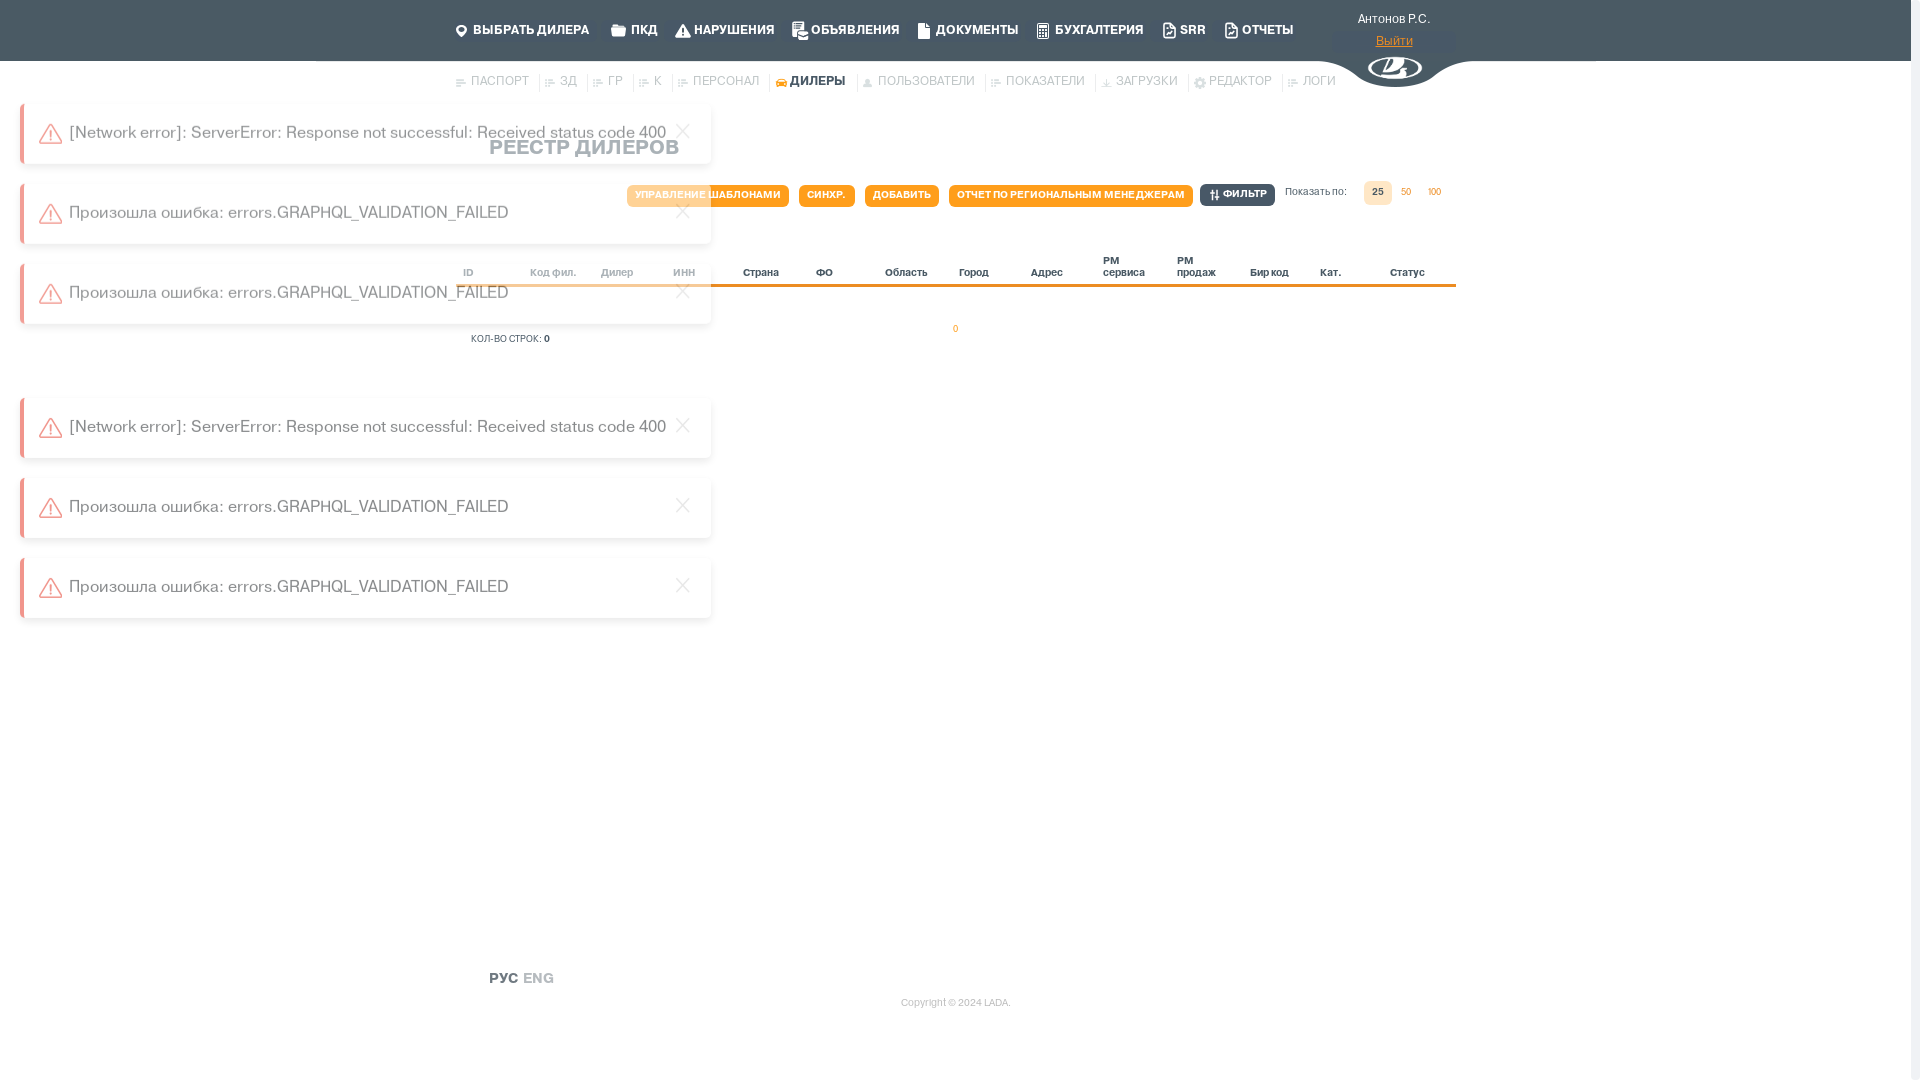 ВЫБРАТЬ ДИЛЕРА ПКД НАРУШЕНИЯ ОБЪЯВЛЕНИЯ ДОКУМЕНТЫ БУХГАЛТЕРИЯ SRR ОТЧЕТЫ
Антонов Р.С.
Выйти
ПАСПОРТ ЗД ГР К ПЕРСОНАЛ ДИЛЕРЫ ПОЛЬЗОВАТЕЛИ ПОКАЗАТЕЛИ ЗАГРУЗКИ РЕДАКТОР ЛОГИ
[Network error]: ServerError: Response not successful: Received status code 400
РЕЕСТР ДИЛЕРОВ
УПРАВЛЕНИЕ ШАБЛОНАМИ СИНХР. ДОБАВИТЬ ОТЧЕТ ПО РЕГИОНАЛЬНЫМ МЕНЕДЖЕРАМ ФИЛЬТР Показать по: 25 50 100
Произошла ошибка: errors.GRAPHQL_VALIDATION_FAILED
ID Код фил. Дилер ИНН Страна ФО Область Город Адрес РМ сервиса РМ продаж Бир код Кат. Статус
Произошла ошибка: errors.GRAPHQL_VALIDATION_FAILED
0
КОЛ-ВО СТРОК: 0
[Network error]: ServerError: Response not successful: Received status code 400
Произошла ошибка: errors.GRAPHQL_VALIDATION_FAILED
Произошла ошибка: errors.GRAPHQL_VALIDATION_FAILED
РУС ENG
Copyright © 2024 LADA.